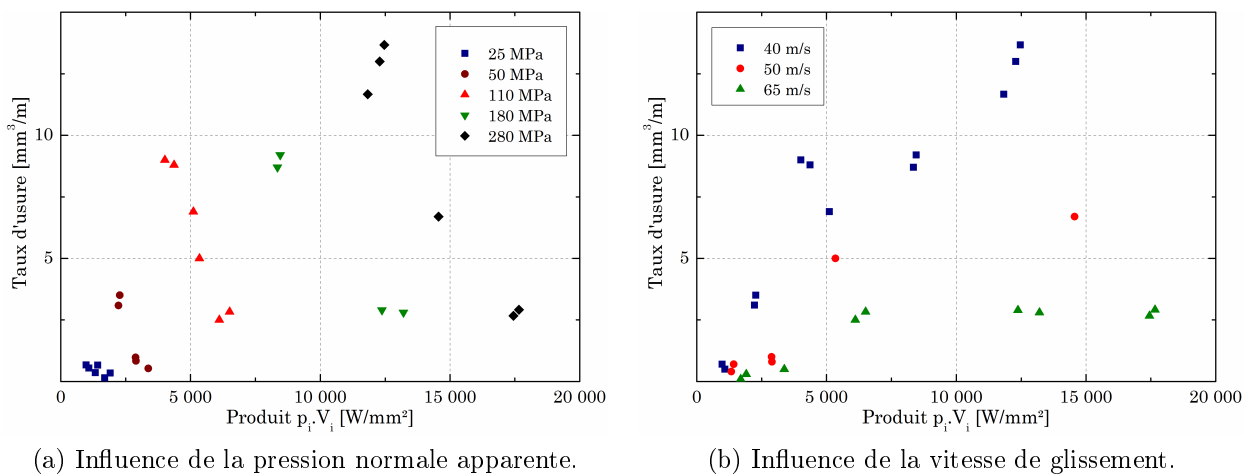 25 MPa
50 MPa
110 MPa
180 MPa
280 MPa
Taux d'usure [mm³/m]
10
5
0
5 000
10 000
15 000
20 000
Produit pᵢ.Vᵢ [W/mm²]
(a) Influence de la pression normale apparente.
40 m/s
50 m/s
65 m/s
Taux d'usure [mm³/m]
10
5
0
5 000
10 000
15 000
20 000
Produit pᵢ.Vᵢ [W/mm²]
(b) Influence de la vitesse de glissement.